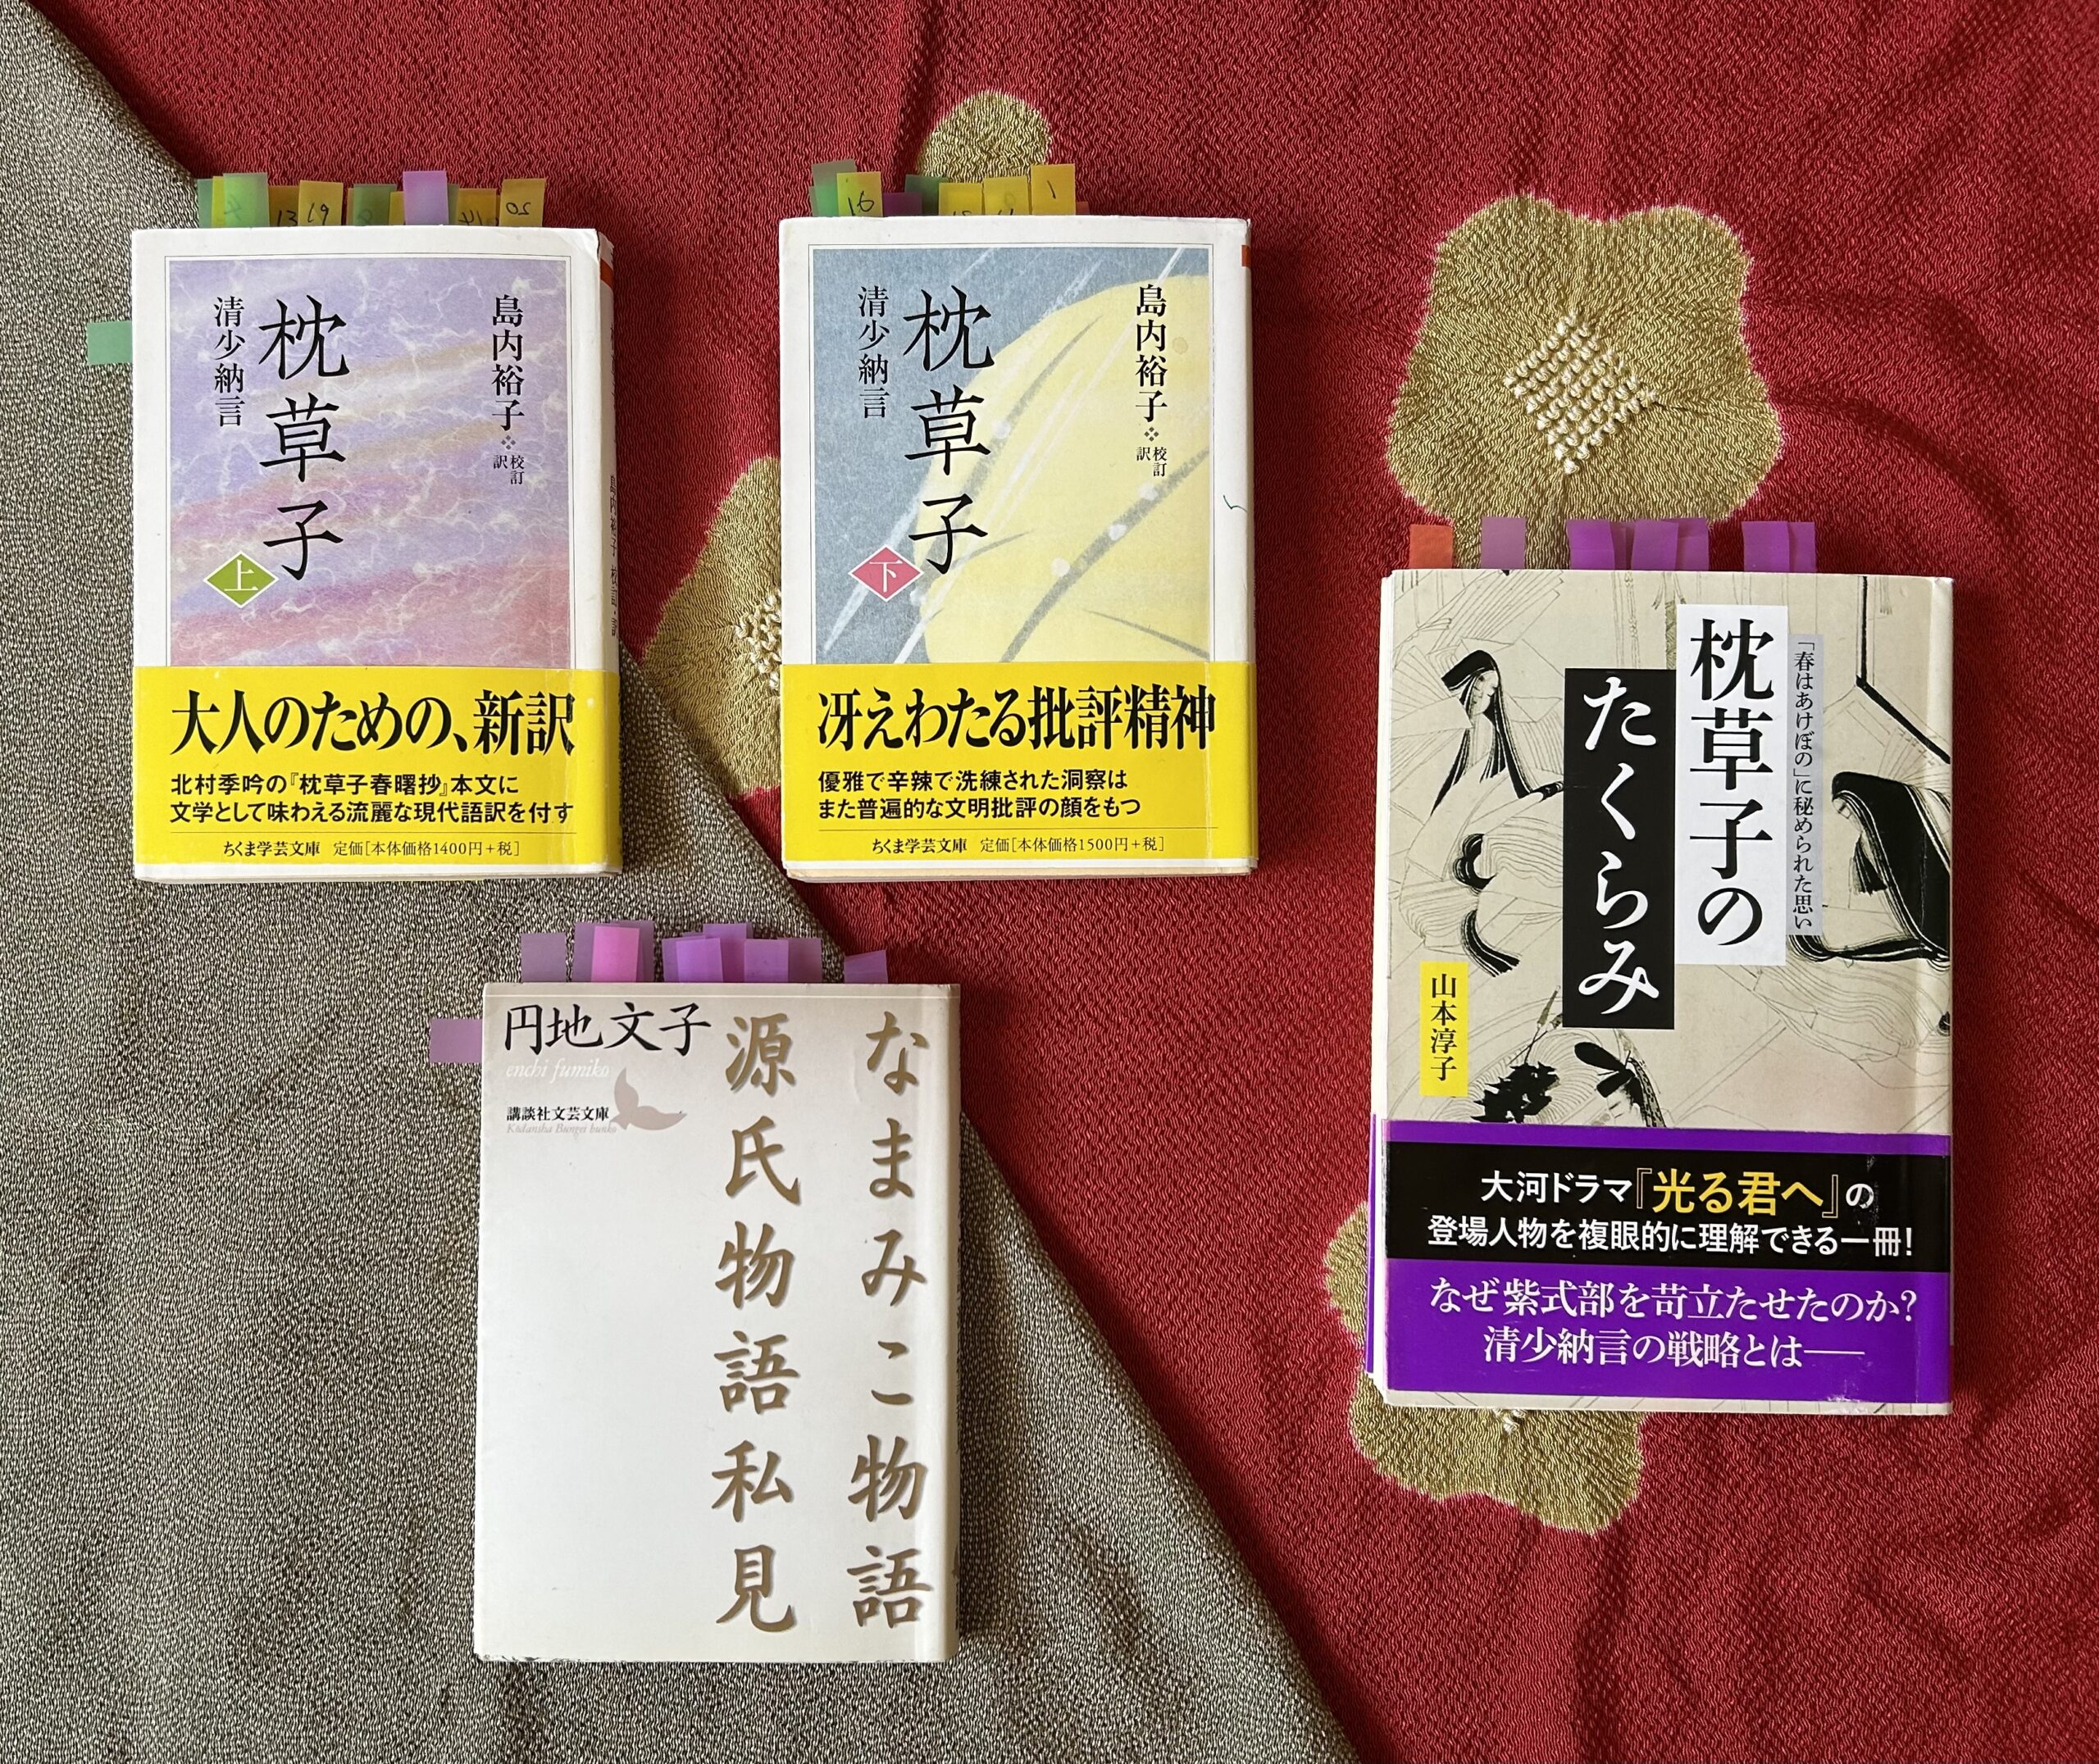 島内裕子
校訂
訳
枕草子
上
清少納言
大人のための、新訳
北村季吟の『枕草子春曙抄』本文に
文学として味わえる流麗な現代語訳を付す
ちくま学芸文庫 定価[本体価格1400円+税]
19
20
島内裕子
校訂
訳
枕草子
下
清少納言
冴えわたる批評精神
優雅で辛辣で洗練された洞察は
また普遍的な文明批評の顔をもつ
ちくま学芸文庫 定価[本体価格1500円+税]
16
1
「春はあけぼの」に秘められた思い
枕草子の
たくらみ
山本淳子
大河ドラマ『光る君へ』の
登場人物を複眼的に理解できる一冊!
なぜ紫式部を苛立たせたのか?
清少納言の戦略とは──
なまみこ物語
源氏物語私見
円地文子
enchi fumiko
講談社文芸文庫
Kodansha Bungei bunko